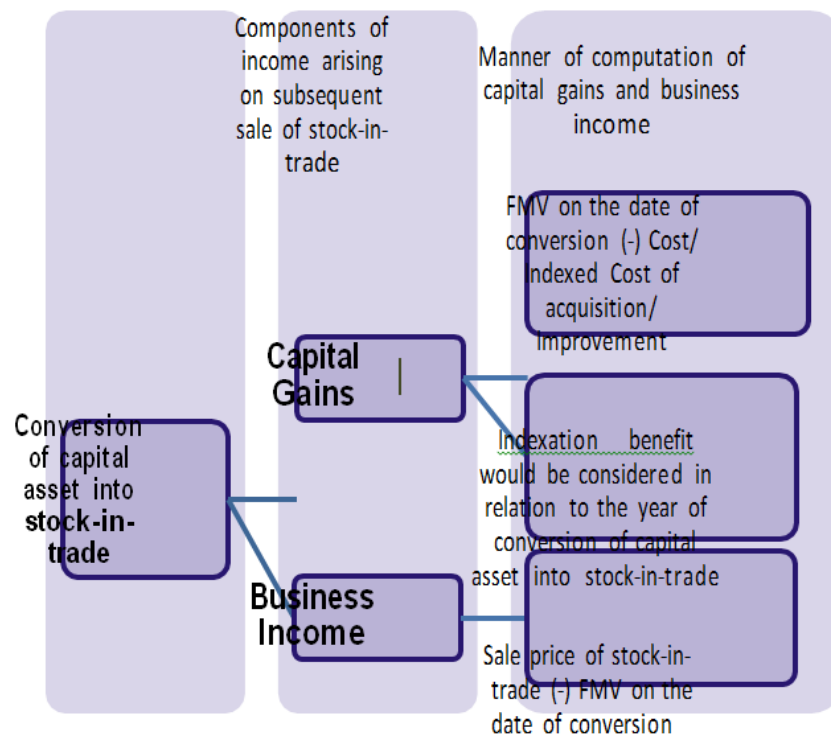 Components of
income arising
on subsequent
sale of stock-in-
trade
Manner of computation of
capital gains and business
income
FMV on the date of
conversion (-) Cost/
Indexed Cost of
acquisition/
Improvement
Capital
Gains
Conversion
of capital
asset into
stock-in-
trade
Indexation benefit
would be considered in
relation to the year of
conversion of capital
asset into stock-in-trade
Business
Income
Sale price of stock-in-
trade (-) FMV on the
date of conversion